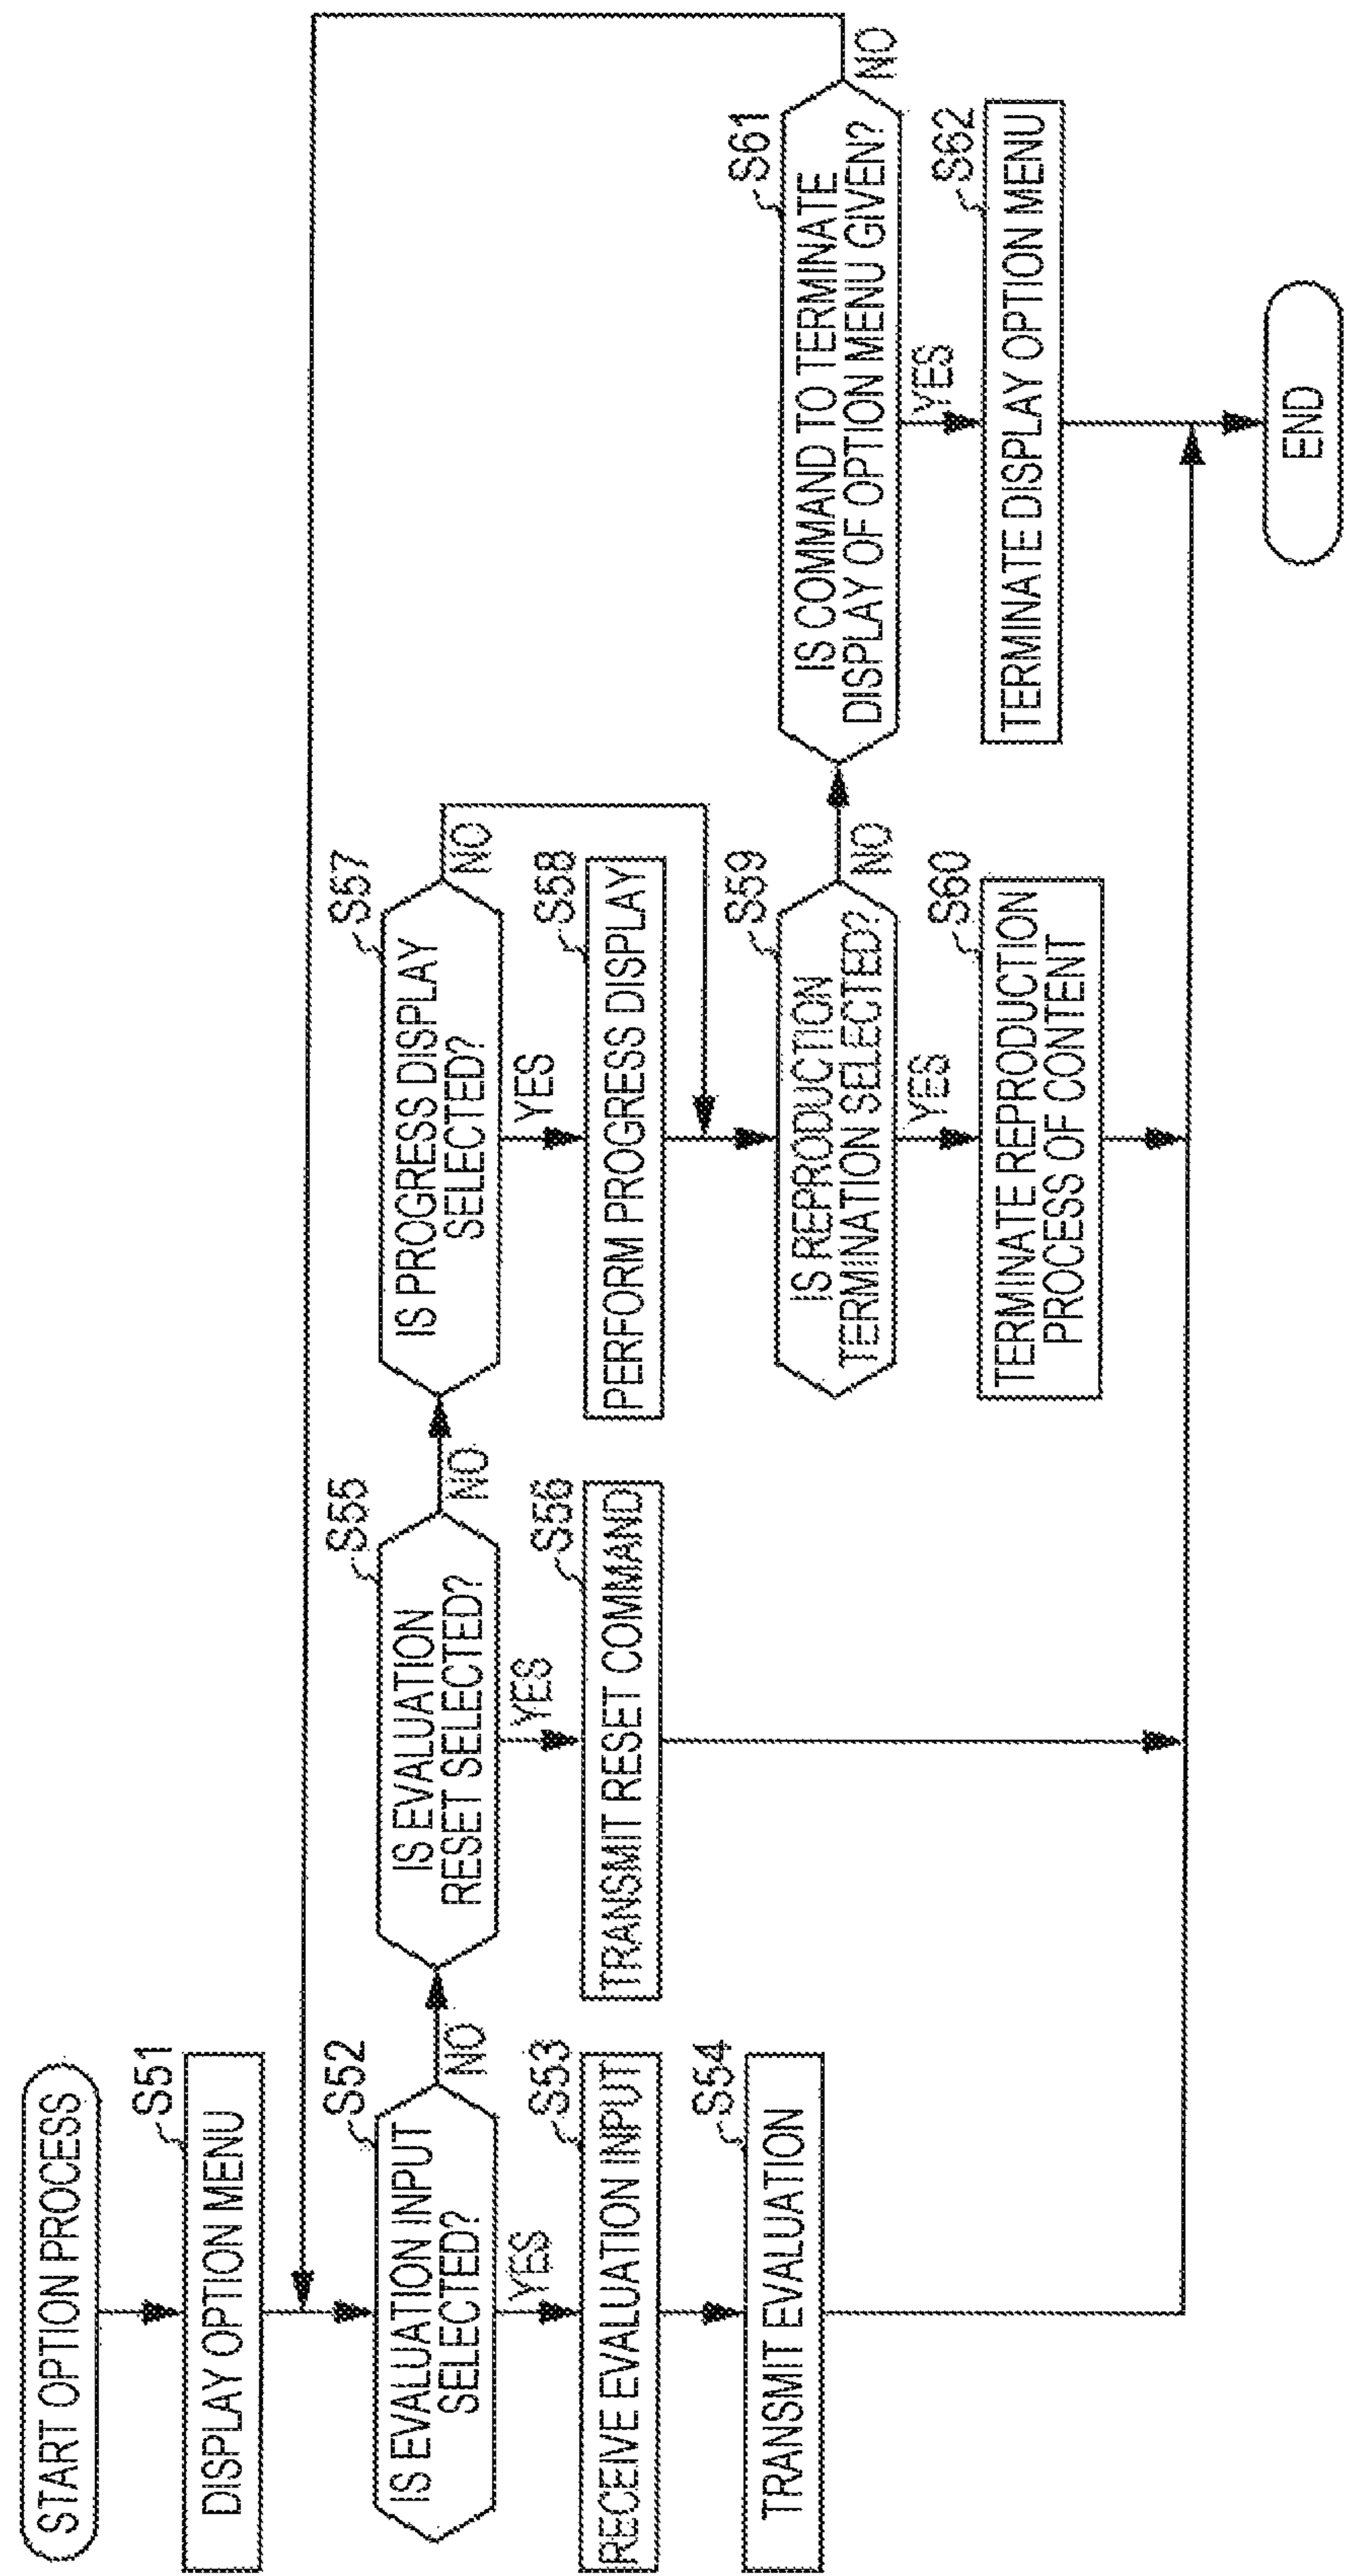 START OPTION PROCESS
S51
DISPLAY OPTION MENU
S52
IS EVALUATION INPUT
SELECTED?
NO
YES
S53
RECEIVE EVALUATION INPUT
S54
TRANSMIT EVALUATION
S55
IS EVALUATION
RESET SELECTED?
NO
YES
S56
TRANSMIT RESET COMMAND
S57
IS PROGRESS DISPLAY
SELECTED?
NO
YES
S58
PERFORM PROGRESS DISPLAY
S59
IS REPRODUCTION
TERMINATION SELECTED?
NO
YES
S60
TERMINATE REPRODUCTION
PROCESS OF CONTENT
S61
IS COMMAND TO TERMINATE
DISPLAY OF OPTION MENU GIVEN?
NO
YES
S62
TERMINATE DISPLAY OPTION MENU
END